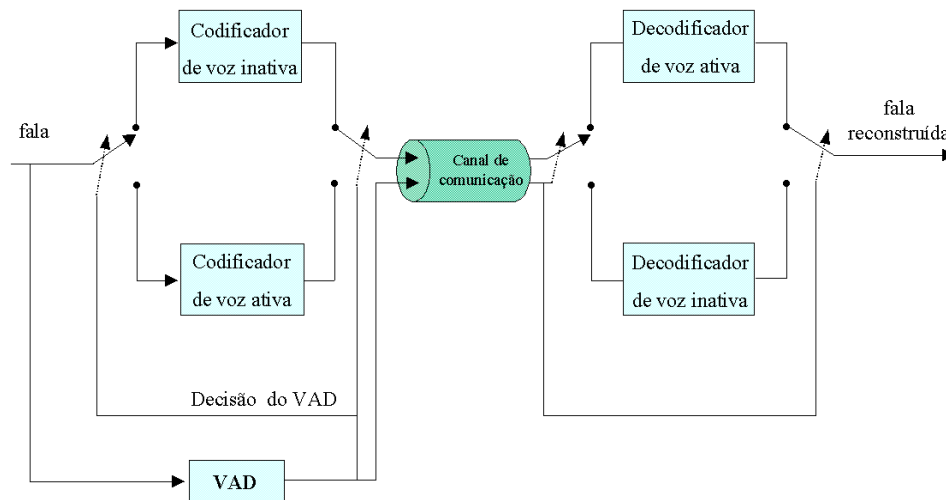 fala
Codificador
de voz inativa
Codificador
de voz ativa
Decisão do VAD
VAD
Canal de
comunicação
Decodificador
de voz ativa
Decodificador
de voz inativa
fala
reconstruída